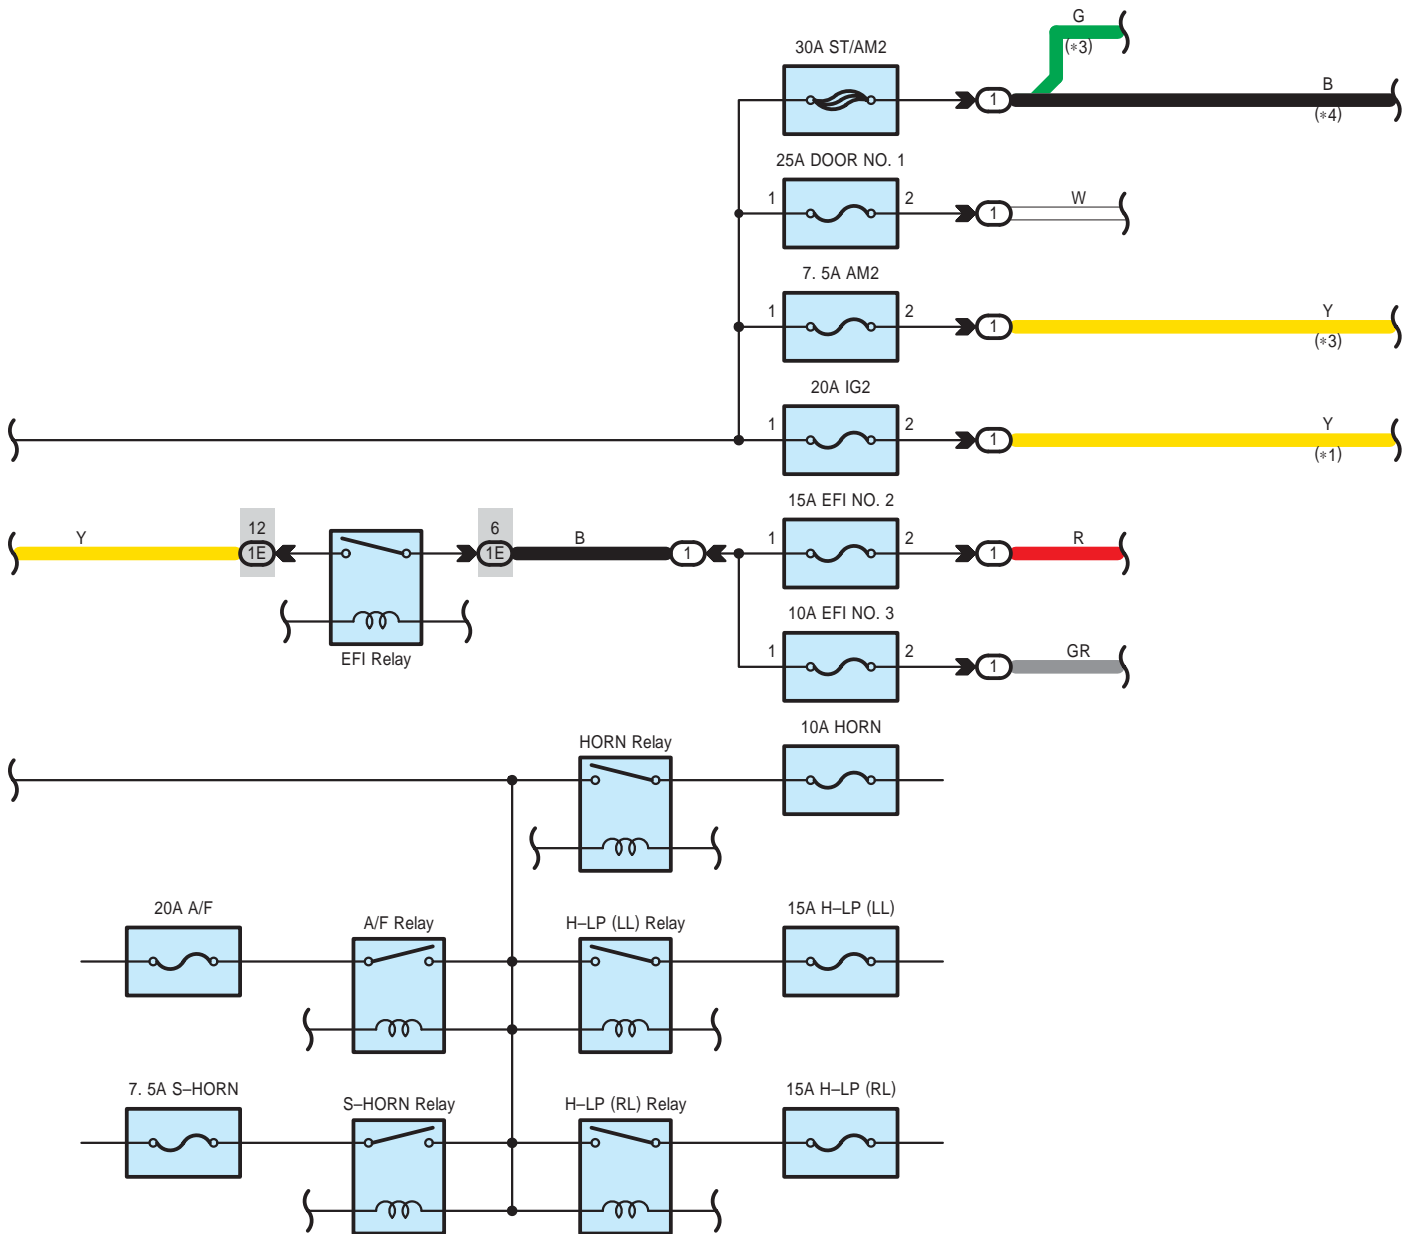 G
(*3)
30A ST/AM2
1
B
(*4)
25A DOOR NO. 1
1
2
1
W
7. 5A AM2
1
2
1
Y
(*3)
20A IG2
1
2
1
Y
(*1)
15A EFI NO. 2
Y
12
1E
6
1E
B
1
1
2
1
R
EFI Relay
10A EFI NO. 3
1
2
1
GR
HORN Relay
10A HORN
20A A/F
A/F Relay
H–LP (LL) Relay
15A H–LP (LL)
7. 5A S–HORN
S–HORN Relay
H–LP (RL) Relay
15A H–LP (RL)